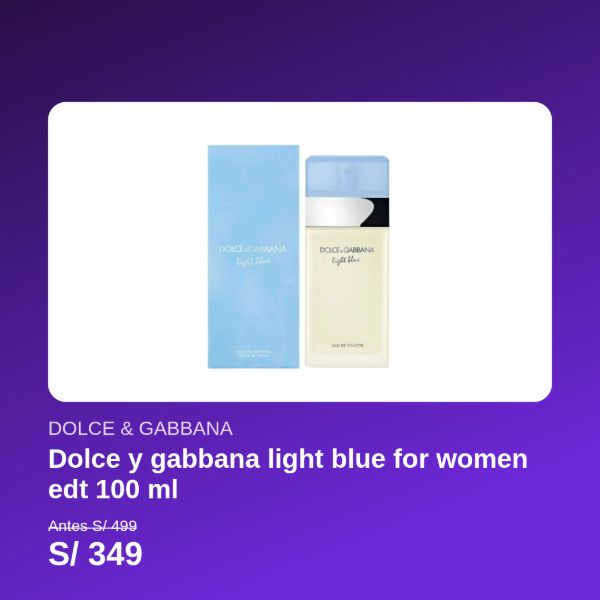 DOLCE & GABBANA
light blue
DOLCE & GABBANA
light blue
EAU DE TOILETTE
DOLCE & GABBANA
Dolce y gabbana light blue for women
edt 100 ml
Antes S/ 499
S/ 349